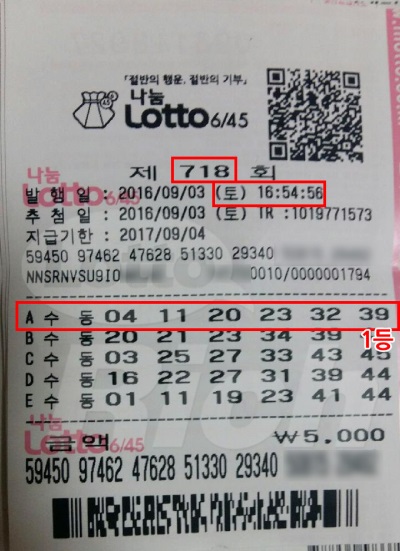 「절반의 행운, 절반의 기부」
나눔
Lotto 6/45
제 718 회
발 행 일 : 2016/09/03 (토) 16:54:56
추 첨 일 : 2016/09/03 (토) TR :1019771573
지급기한 : 2017/09/04
59450 97462 47628 51330 29340
NNSRNVSU9IO 0010/0000001794
A 수 동 04 11 20 23 32 39
1등
B 수 동 20 21 23 34 39
C 수 동 03 25 27 33 43 45
D 수 동 16 22 27 31 39 44
E 수 동 01 11 19 23 41 44
금액 ₩5,000
59450 97462 47628 51330 29340
나눔
Lotto 6/45
나눔
Lotto 6/45